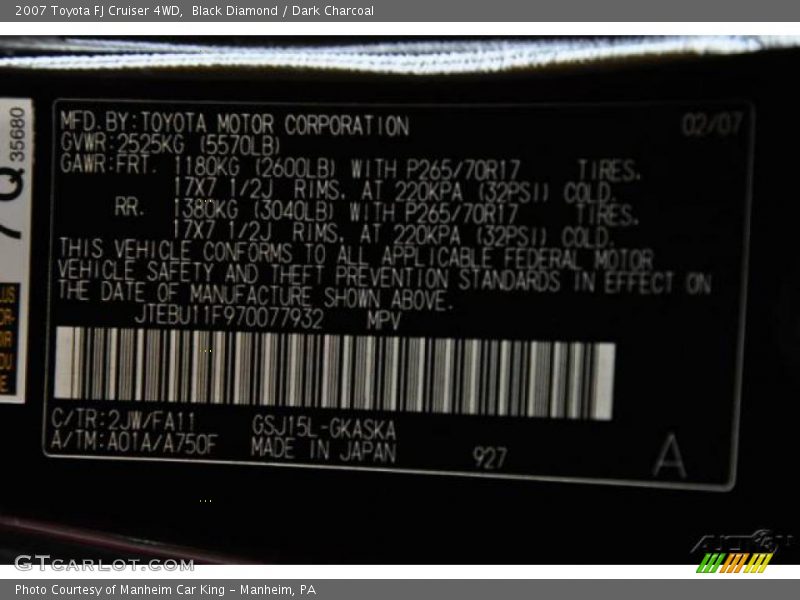 2007 Toyota FJ Cruiser 4WD,  Black Diamond / Dark Charcoal
MFD.BY:TOYOTA MOTOR CORPORATION 02/07
GVWR:2525KG (5570LB)
GAWR:FRT. 1180KG (2600LB) WITH P265/70R17 TIRES.
17X7 1/2J RIMS. AT 220KPA (32PSI) COLD.
RR. 1380KG (3040LB) WITH P265/70R17 TIRES.
17X7 1/2J RIMS. AT 220KPA (32PSI) COLD.
THIS VEHICLE CONFORMS TO ALL APPLICABLE FEDERAL MOTOR
VEHICLE SAFETY AND THEFT PREVENTION STANDARDS IN EFFECT ON
THE DATE OF MANUFACTURE SHOWN ABOVE.
JTEBU11F970077932 MPV
C/TR:2JW/FA11 GSJ15L-GKASKA
A/TM:A01A/A750F MADE IN JAPAN 927 A
7 Q 35680
GTcarlot.com
Photo Courtesy of Manheim Car King - Manheim, PA